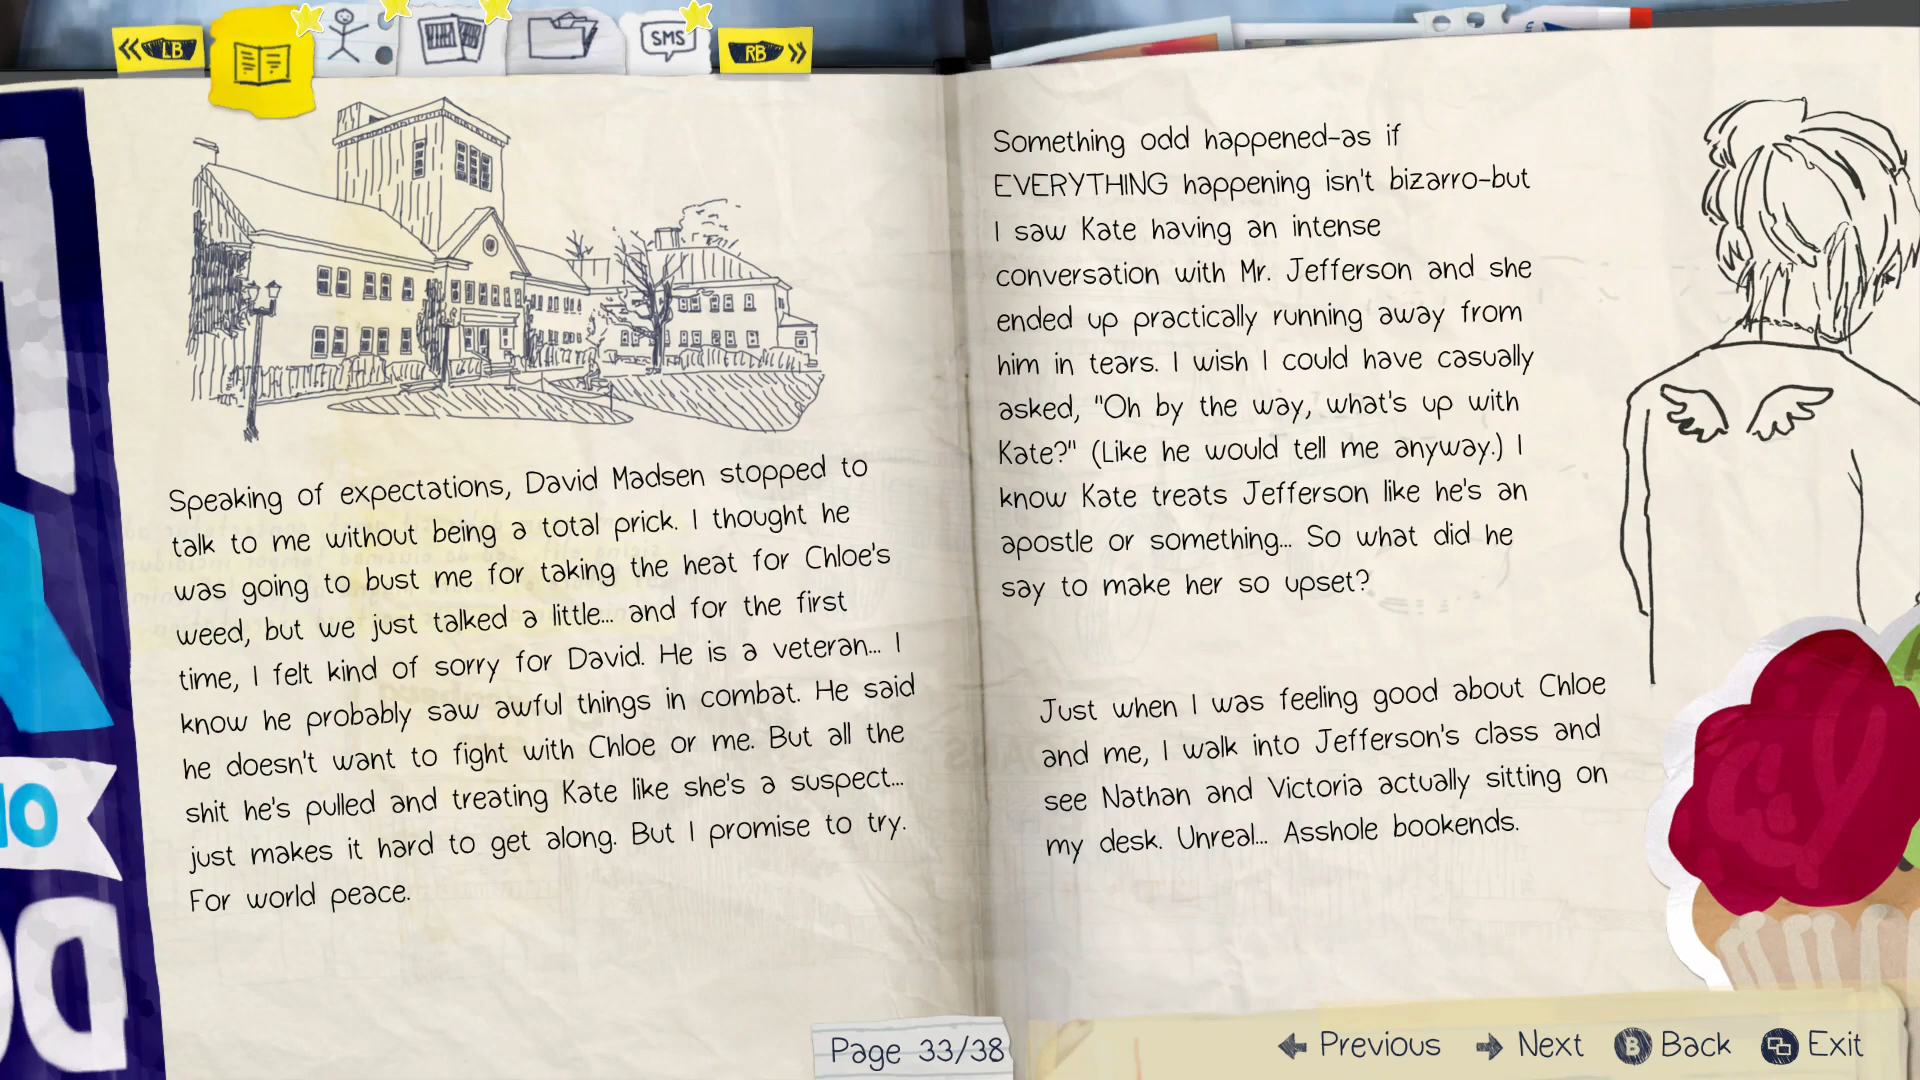 LB
SMS
RB
Speaking of expectations, David Madsen stopped to
talk to me without being a total prick. I thought he
was going to bust me for taking the heat for Chloe's
weed, but we just talked a little... and for the first
time, I felt kind of sorry for David. He is a veteran... I
know he probably saw awful things in combat. He said
he doesn't want to fight with Chloe or me. But all the
shit he's pulled and treating Kate like she's a suspect...
just makes it hard to get along. But I promise to try.
For world peace.
Something odd happened-as if
EVERYTHING happening isn't bizarro-but
I saw Kate having an intense
conversation with Mr. Jefferson and she
ended up practically running away from
him in tears. I wish I could have casually
asked, "Oh by the way, what's up with
Kate?" (Like he would tell me anyway.) I
know Kate treats Jefferson like he's an
apostle or something... So what did he
say to make her so upset?
Just when I was feeling good about Chloe
and me, I walk into Jefferson's class and
see Nathan and Victoria actually sitting on
my desk. Unreal... Asshole bookends.
Page 33/38
Previous
Next
B Back
Exit